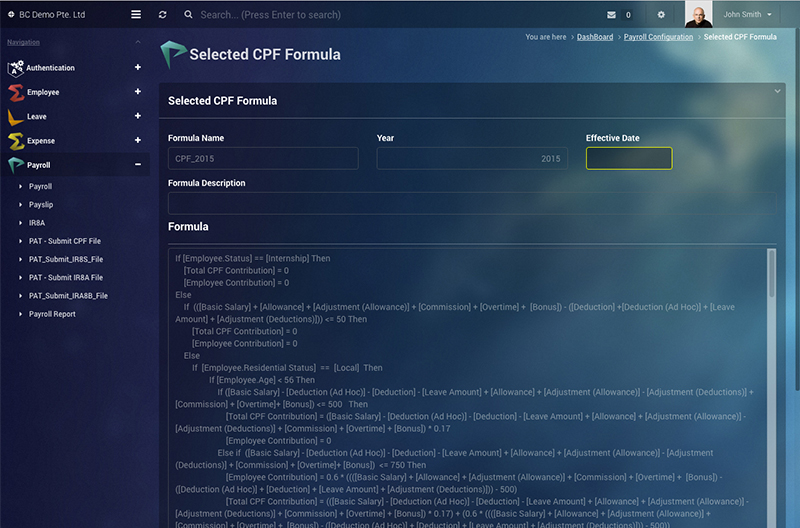 BC Demo Pte. Ltd
Search... (Press Enter to search)
0
John Smith
Navigation
You are here > DashBoard > Payroll Configuration > Selected CPF Formula
Selected CPF Formula
Authentication +
Employee +
Leave +
Expense +
Payroll −
Payroll
Payslip
IR8A
PAT - Submit CPF File
PAT_Submit_IR8S_File
PAT - Submit IR8A File
PAT_Submit_IRA8B_File
Payroll Report
Selected CPF Formula
Formula Name
Year
Effective Date
CPF_2015
2015
Formula Description
Formula
If [Employee.Status] == [Internship] Then
[Total CPF Contribution] = 0
[Employee Contribution] = 0
Else
If (([Basic Salary] + [Allowance] + [Adjustment (Allowance)] + [Commission] + [Overtime] + [Bonus]) - ([Deduction] +[Deduction (Ad Hoc)] + [Leave
Amount] + [Adjustment (Deductions)])) <= 50 Then
[Total CPF Contribution] = 0
[Employee Contribution] = 0
Else
If [Employee.Residential Status] == [Local] Then
If [Employee.Age] < 56 Then
If ([Basic Salary] - [Deduction (Ad Hoc)] - [Deduction] - [Leave Amount] + [Allowance] + [Adjustment (Allowance)] - [Adjustment (Deductions)] +
[Commission] + [Overtime]+ [Bonus]) <= 500 Then
[Total CPF Contribution] = ([Basic Salary] - [Deduction (Ad Hoc)] - [Deduction] - [Leave Amount] + [Allowance] + [Adjustment (Allowance)] -
[Adjustment (Deductions)] + [Commission] + [Overtime] + [Bonus]) * 0.17
[Employee Contribution] = 0
Else if ([Basic Salary] - [Deduction (Ad Hoc)] - [Deduction] - [Leave Amount] + [Allowance] + [Adjustment (Allowance)] - [Adjustment
(Deductions)] + [Commission] + [Overtime]+ [Bonus]) <= 750 Then
[Employee Contribution] = 0.6 * ((([Basic Salary] + [Allowance] + [Adjustment (Allowance)] + [Commission] + [Overtime] + [Bonus]) -
([Deduction (Ad Hoc)] + [Deduction] + [Leave Amount] + [Adjustment (Deductions)])) - 500)
[Total CPF Contribution] = (([Basic Salary] - [Deduction (Ad Hoc)] - [Deduction] - [Leave Amount] + [Allowance] + [Adjustment (Allowance)] -
[Adjustment (Deductions)] + [Commission] + [Overtime] + [Bonus]) * 0.17) + (0.6 * ((([Basic Salary] + [Allowance] + [Adjustment (Allowance)] +
[Commission] + [Overtime] + [Bonus]) - ([Deduction (Ad Hoc)] + [Deduction] + [Leave Amount] + [Adjustment (Deductions)])) - 500))